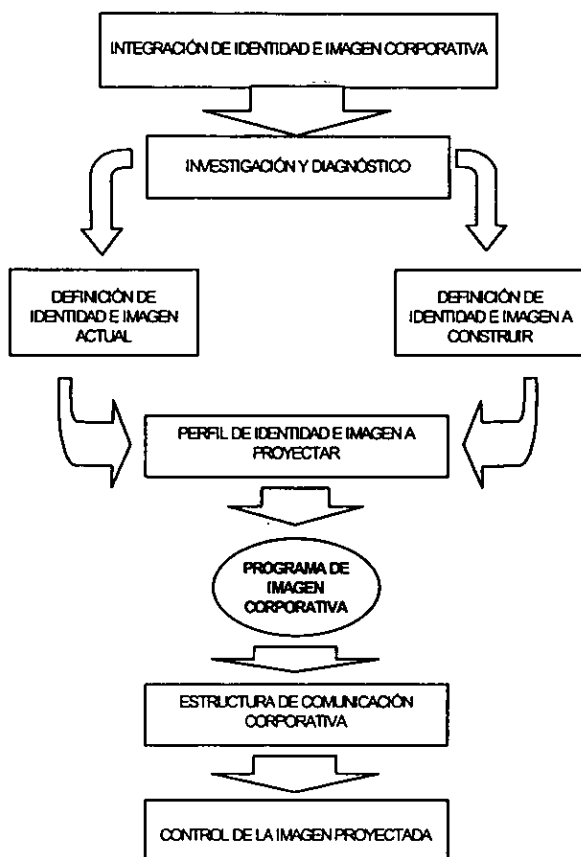 INTEGRACIÓN DE IDENTIDAD E IMAGEN CORPORATIVA
INVESTIGACIÓN Y DIAGNÓSTICO
DEFINICIÓN DE
IDENTIDAD E IMAGEN
ACTUAL
DEFINICIÓN DE
IDENTIDAD E IMAGEN A
CONSTRUIR
PERFIL DE IDENTIDAD E IMAGEN A
PROYECTAR
PROGRAMA DE
IMAGEN
CORPORATIVA
ESTRUCTURA DE COMUNICACIÓN
CORPORATIVA
CONTROL DE LA IMAGEN PROYECTADA